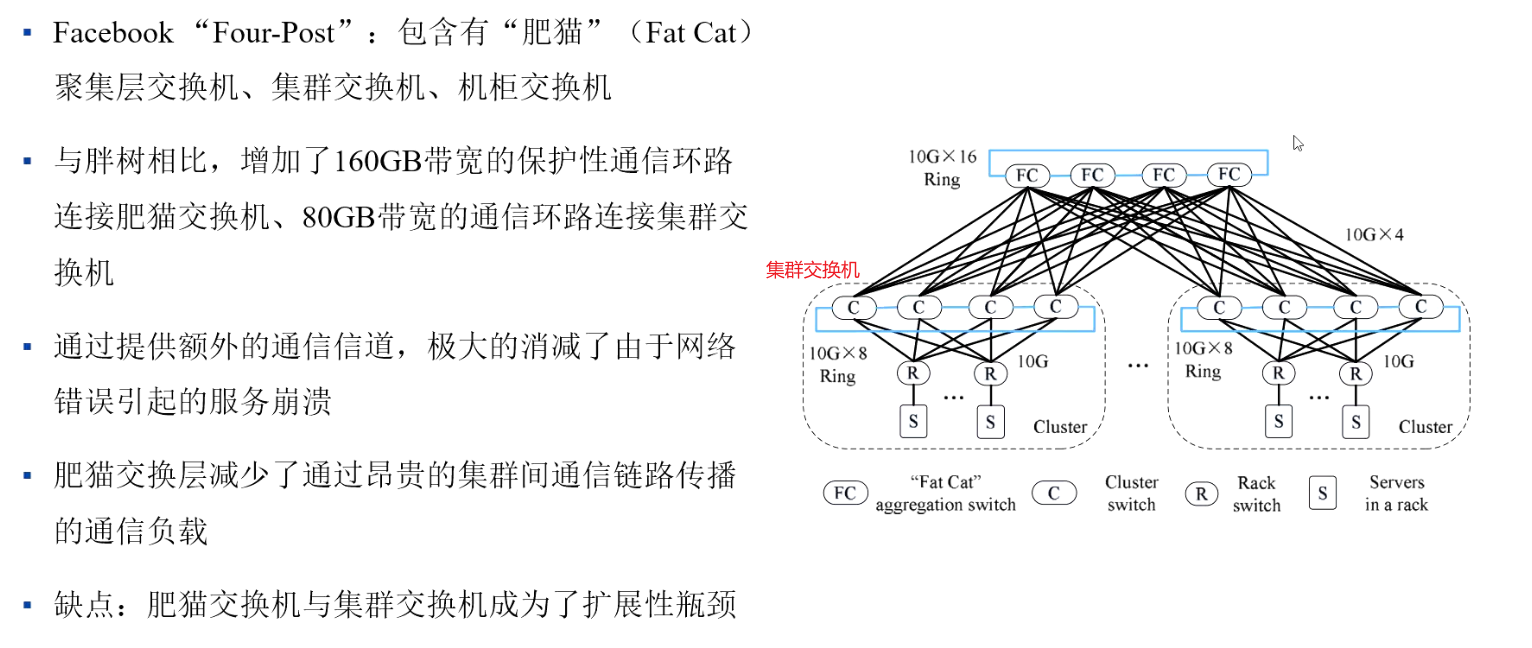 ▪ Facebook “Four-Post”：包含有“肥猫”（Fat Cat）
聚集层交换机、集群交换机、机柜交换机
▪ 与胖树相比，增加了160GB带宽的保护性通信环路
连接肥猫交换机、80GB带宽的通信环路连接集群交
换机
▪ 通过提供额外的通信信道，极大的消减了由于网络
错误引起的服务崩溃
▪ 肥猫交换层减少了通过昂贵的集群间通信链路传播
的通信负载
▪ 缺点：肥猫交换机与集群交换机成为了扩展性瓶颈
10G×16
Ring
FC FC FC FC
10G×4
集群交换机
C C C C C C C C
10G×8
Ring
R R
10G
...
10G×8
Ring
R R
10G
... ...
S S
Cluster
S S
Cluster
FC
“Fat Cat”
aggregation switch
C
Cluster
switch
R
Rack
switch
S
Servers
in a rack